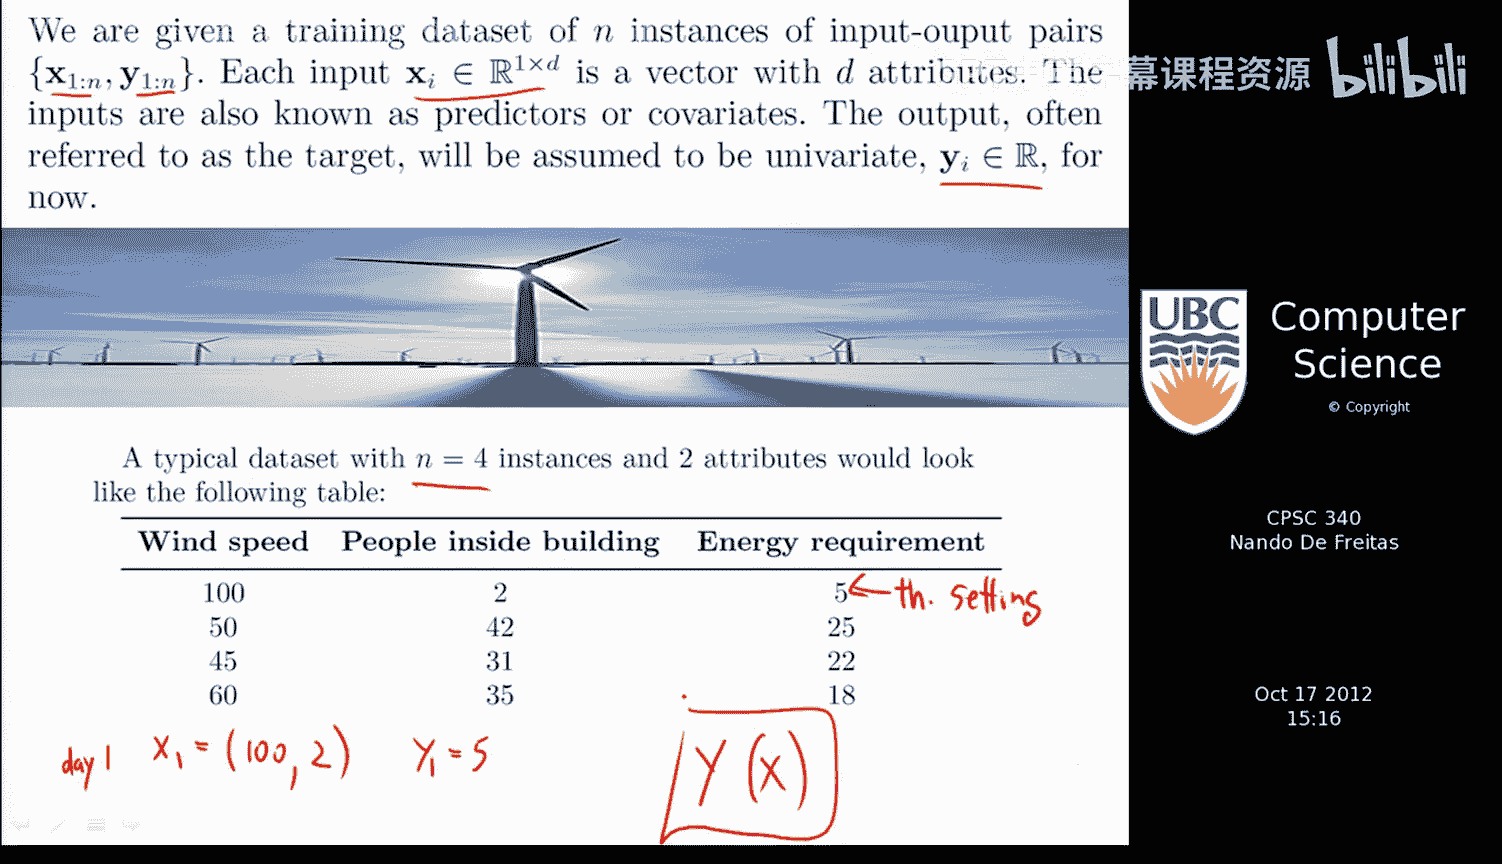 We are given a training dataset of n instances of input-ouput pairs
{x₁:ₙ, y₁:ₙ}. Each input xᵢ ∈ ℝ¹ˣᵈ is a vector with d attributes. The
inputs are also known as predictors or covariates. The output, often
referred to as the target, will be assumed to be univariate, yᵢ ∈ ℝ, for
now.
幕课程资源 bilibili
UBC
Computer
Science
© Copyright
A typical dataset with n = 4 instances and 2 attributes would look
like the following table:
Wind speed People inside building Energy requirement
100 2 5 ← th. setting
50 42 25
45 31 22
60 35 18
day 1 x₁ = (100, 2) y₁ = 5 Y (x)
CPSC 340
Nando De Freitas
Oct 17 2012
15:16